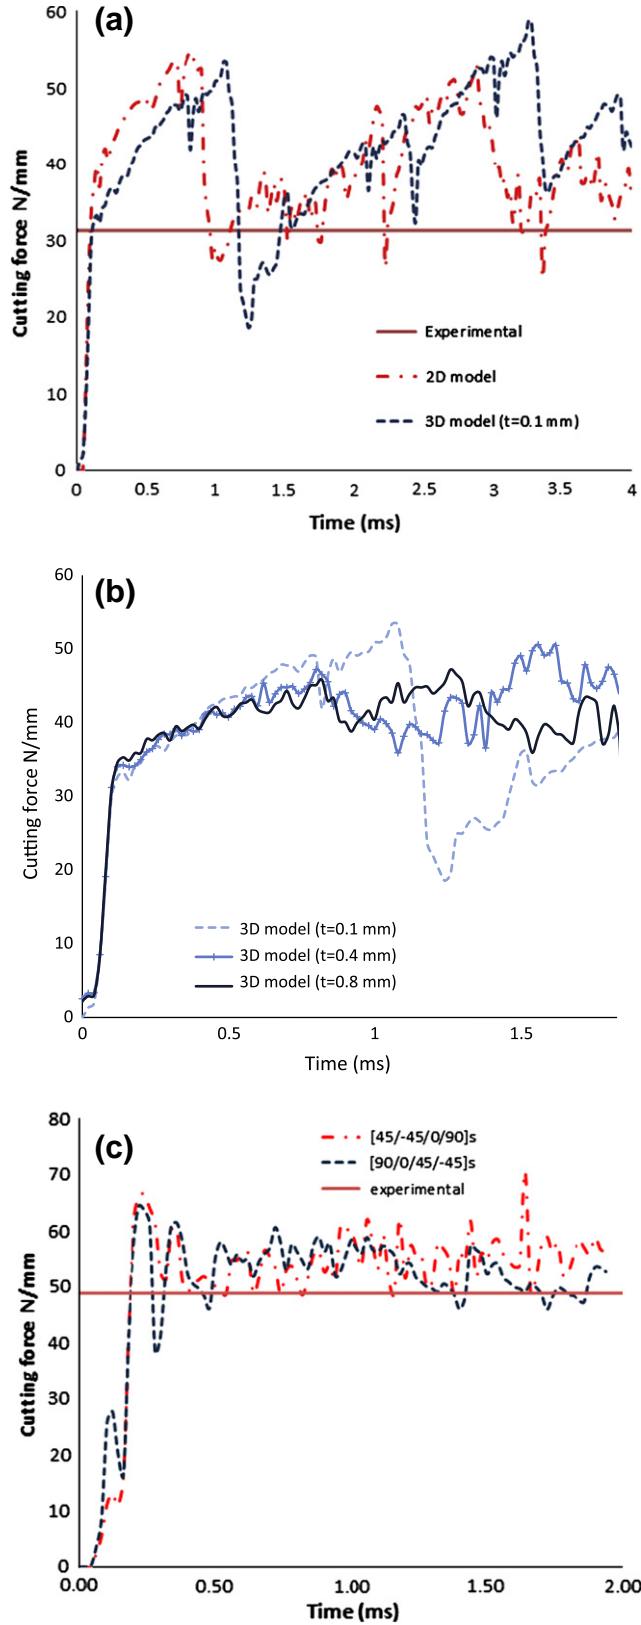 (a)
60
50
40
30
20
10
0
Cutting force N/mm
Experimental
2D model
3D model (t=0.1 mm)
0 0.5 1 1.5 2 2.5 3 3.5 4
Time (ms)
(b)
60
50
40
30
20
10
0
Cutting force N/mm
3D model (t=0.1 mm)
3D model (t=0.4 mm)
3D model (t=0.8 mm)
0 0.5 1 1.5
Time (ms)
(c)
80
70
60
50
40
30
20
10
0
Cutting force N/mm
[45/-45/0/90]s
[90/0/45/-45]s
experimental
0.00 0.50 1.00 1.50 2.00
Time (ms)